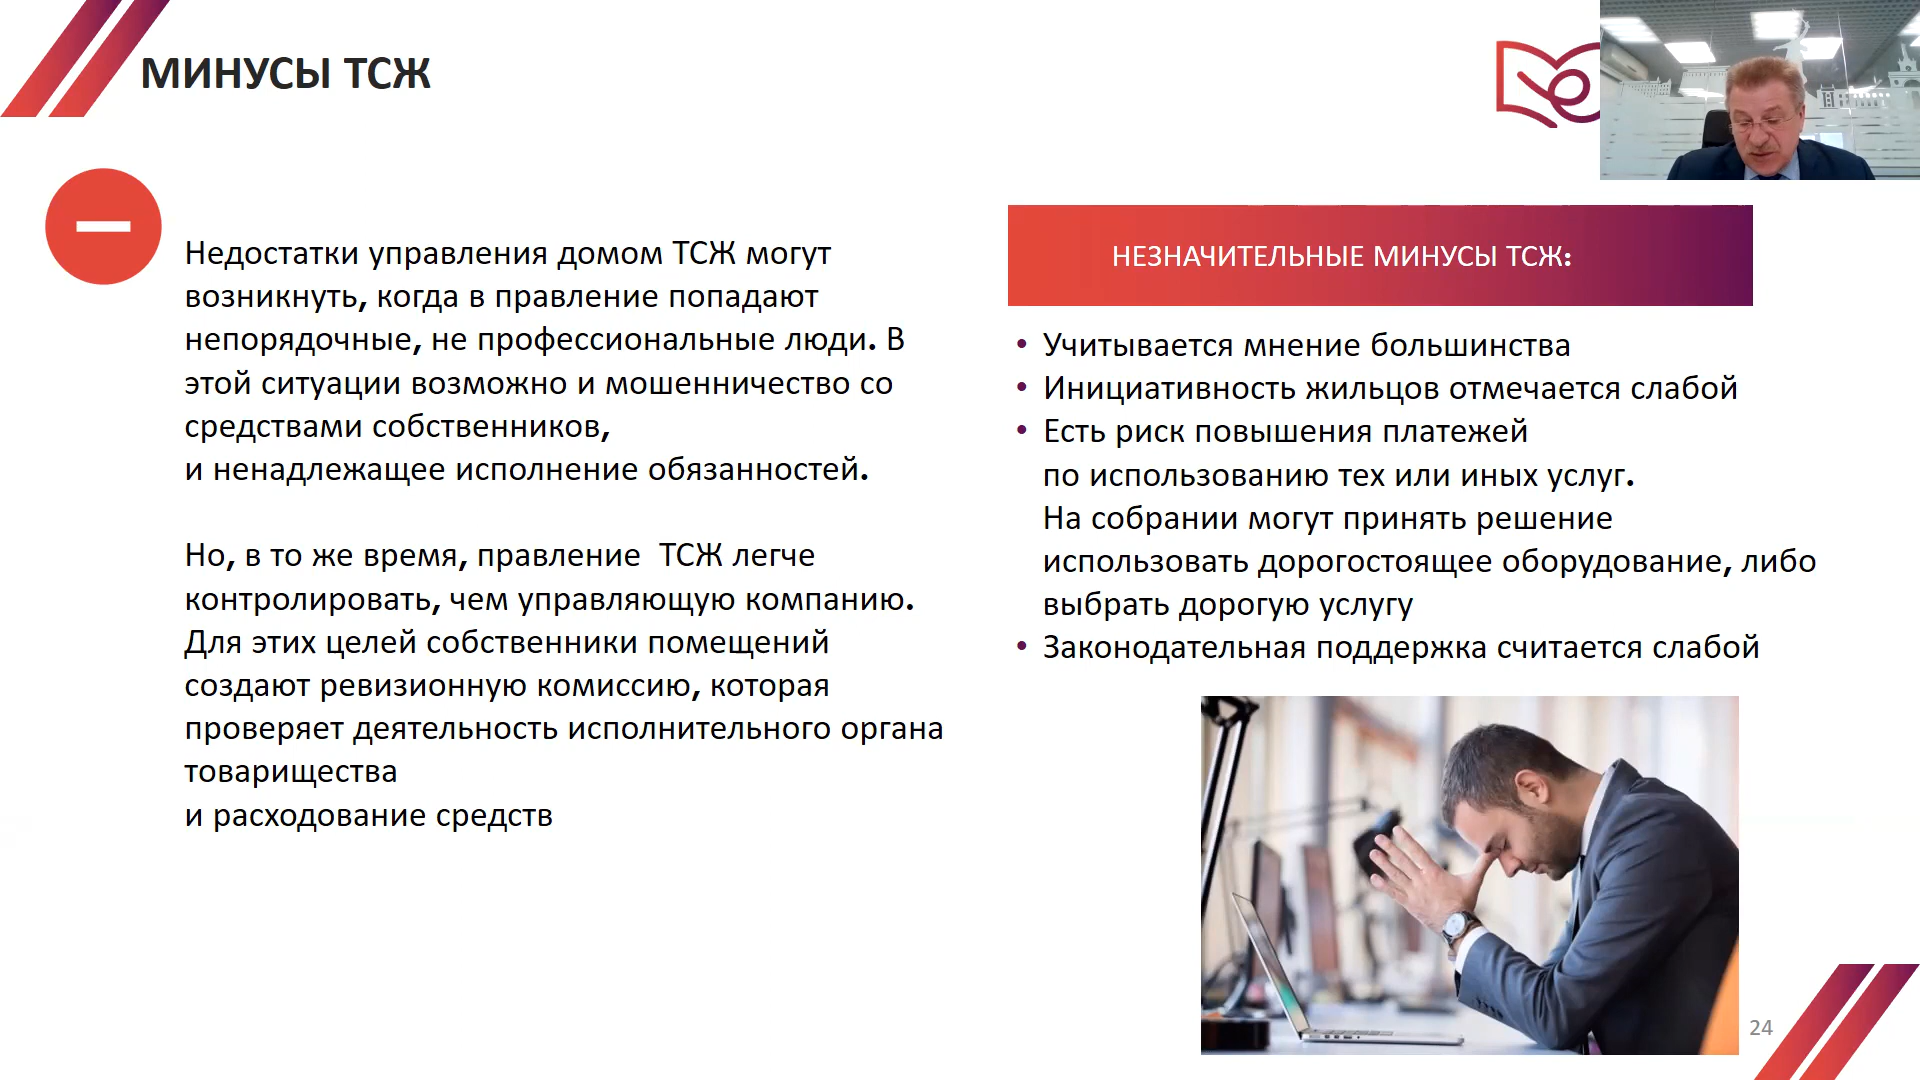 МИНУСЫ ТСЖ
Недостатки управления домом ТСЖ могут
возникнуть, когда в правление попадают
непорядочные, не профессиональные люди. В
этой ситуации возможно и мошенничество со
средствами собственников,
и ненадлежащее исполнение обязанностей.
Но, в то же время, правление  ТСЖ легче
контролировать, чем управляющую компанию.
Для этих целей собственники помещений
создают ревизионную комиссию, которая
проверяет деятельность исполнительного органа
товарищества
и расходование средств
НЕЗНАЧИТЕЛЬНЫЕ МИНУСЫ ТСЖ:
• Учитывается мнение большинства
• Инициативность жильцов отмечается слабой
• Есть риск повышения платежей
по использованию тех или иных услуг.
На собрании могут принять решение
использовать дорогостоящее оборудование, либо
выбрать дорогую услугу
• Законодательная поддержка считается слабой
24